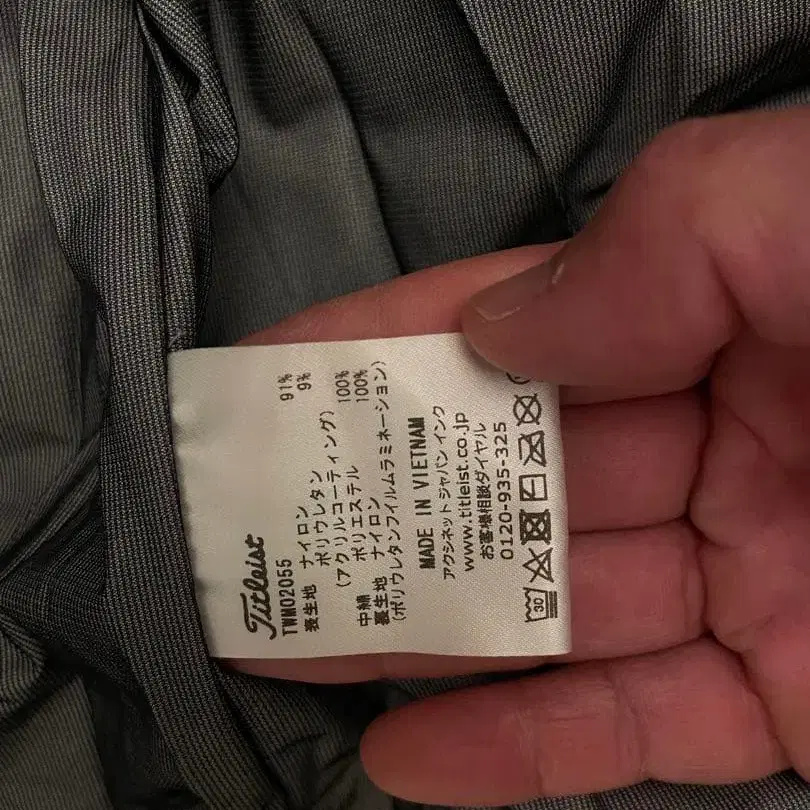 Titleist
TWMO2055
表生地 ナイロン 91%
ポリウレタン 9%
(アクリルコーティング)
中綿 ポリエステル 100%
裏生地 ナイロン 100%
(ポリウレタンフィルムラミネーション)
MADE IN VIETNAM
アクシネットジャパン インク
www.titleist.co.jp
お客様相談ダイヤル
0120-935-325
30